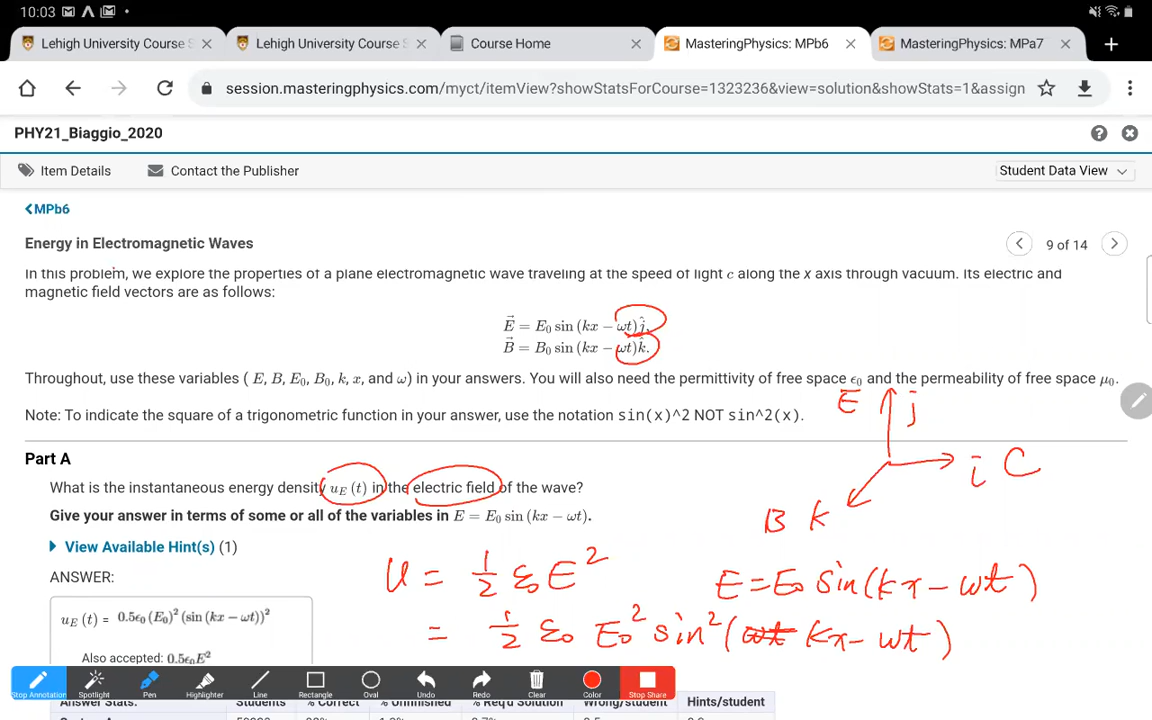 10:03
Lehigh University Course S
Lehigh University Course S
Course Home
MasteringPhysics: MPb6
MasteringPhysics: MPa7
session.masteringphysics.com/myct/itemView?showStatsForCourse=1323236&view=solution&showStats=1&assign
PHY21_Biaggio_2020
Item Details
Contact the Publisher
Student Data View
MPb6
Energy in Electromagnetic Waves
9 of 14
In this problem, we explore the properties of a plane electromagnetic wave traveling at the speed of light c along the x axis through vacuum. Its electric and
magnetic field vectors are as follows:
E⃗ = E₀ sin (kx − ωt)ĵ,
B⃗ = B₀ sin (kx − ωt)k̂.
Throughout, use these variables ( E, B, E₀, B₀, k, x, and ω) in your answers. You will also need the permittivity of free space ϵ₀ and the permeability of free space μ₀.
Note: To indicate the square of a trigonometric function in your answer, use the notation sin(x)^2 NOT sin^2(x).
E j
i C
B K
Part A
What is the instantaneous energy density u_E (t) in the electric field of the wave?
Give your answer in terms of some or all of the variables in E = E₀ sin (kx − ωt).
View Available Hint(s) (1)
ANSWER:
u_E (t) = 0.5ϵ₀ (E₀)² (sin (kx − ωt))²
Also accepted: 0.5ϵ₀E²
U = 1/2 ε₀ E²
E = E₀ sin(kx − ωt)
= 1/2 ε₀ E₀² sin²(ωt kx − ωt)
Stop Annotation
Spotlight
Pen
Highlighter
Line
Rectangle
Oval
Undo
Redo
Clear
Color
Stop Share
Answer Stats:
Students
% Correct
% Unfinished
% Req'd Solution
Wrong/student
Hints/student